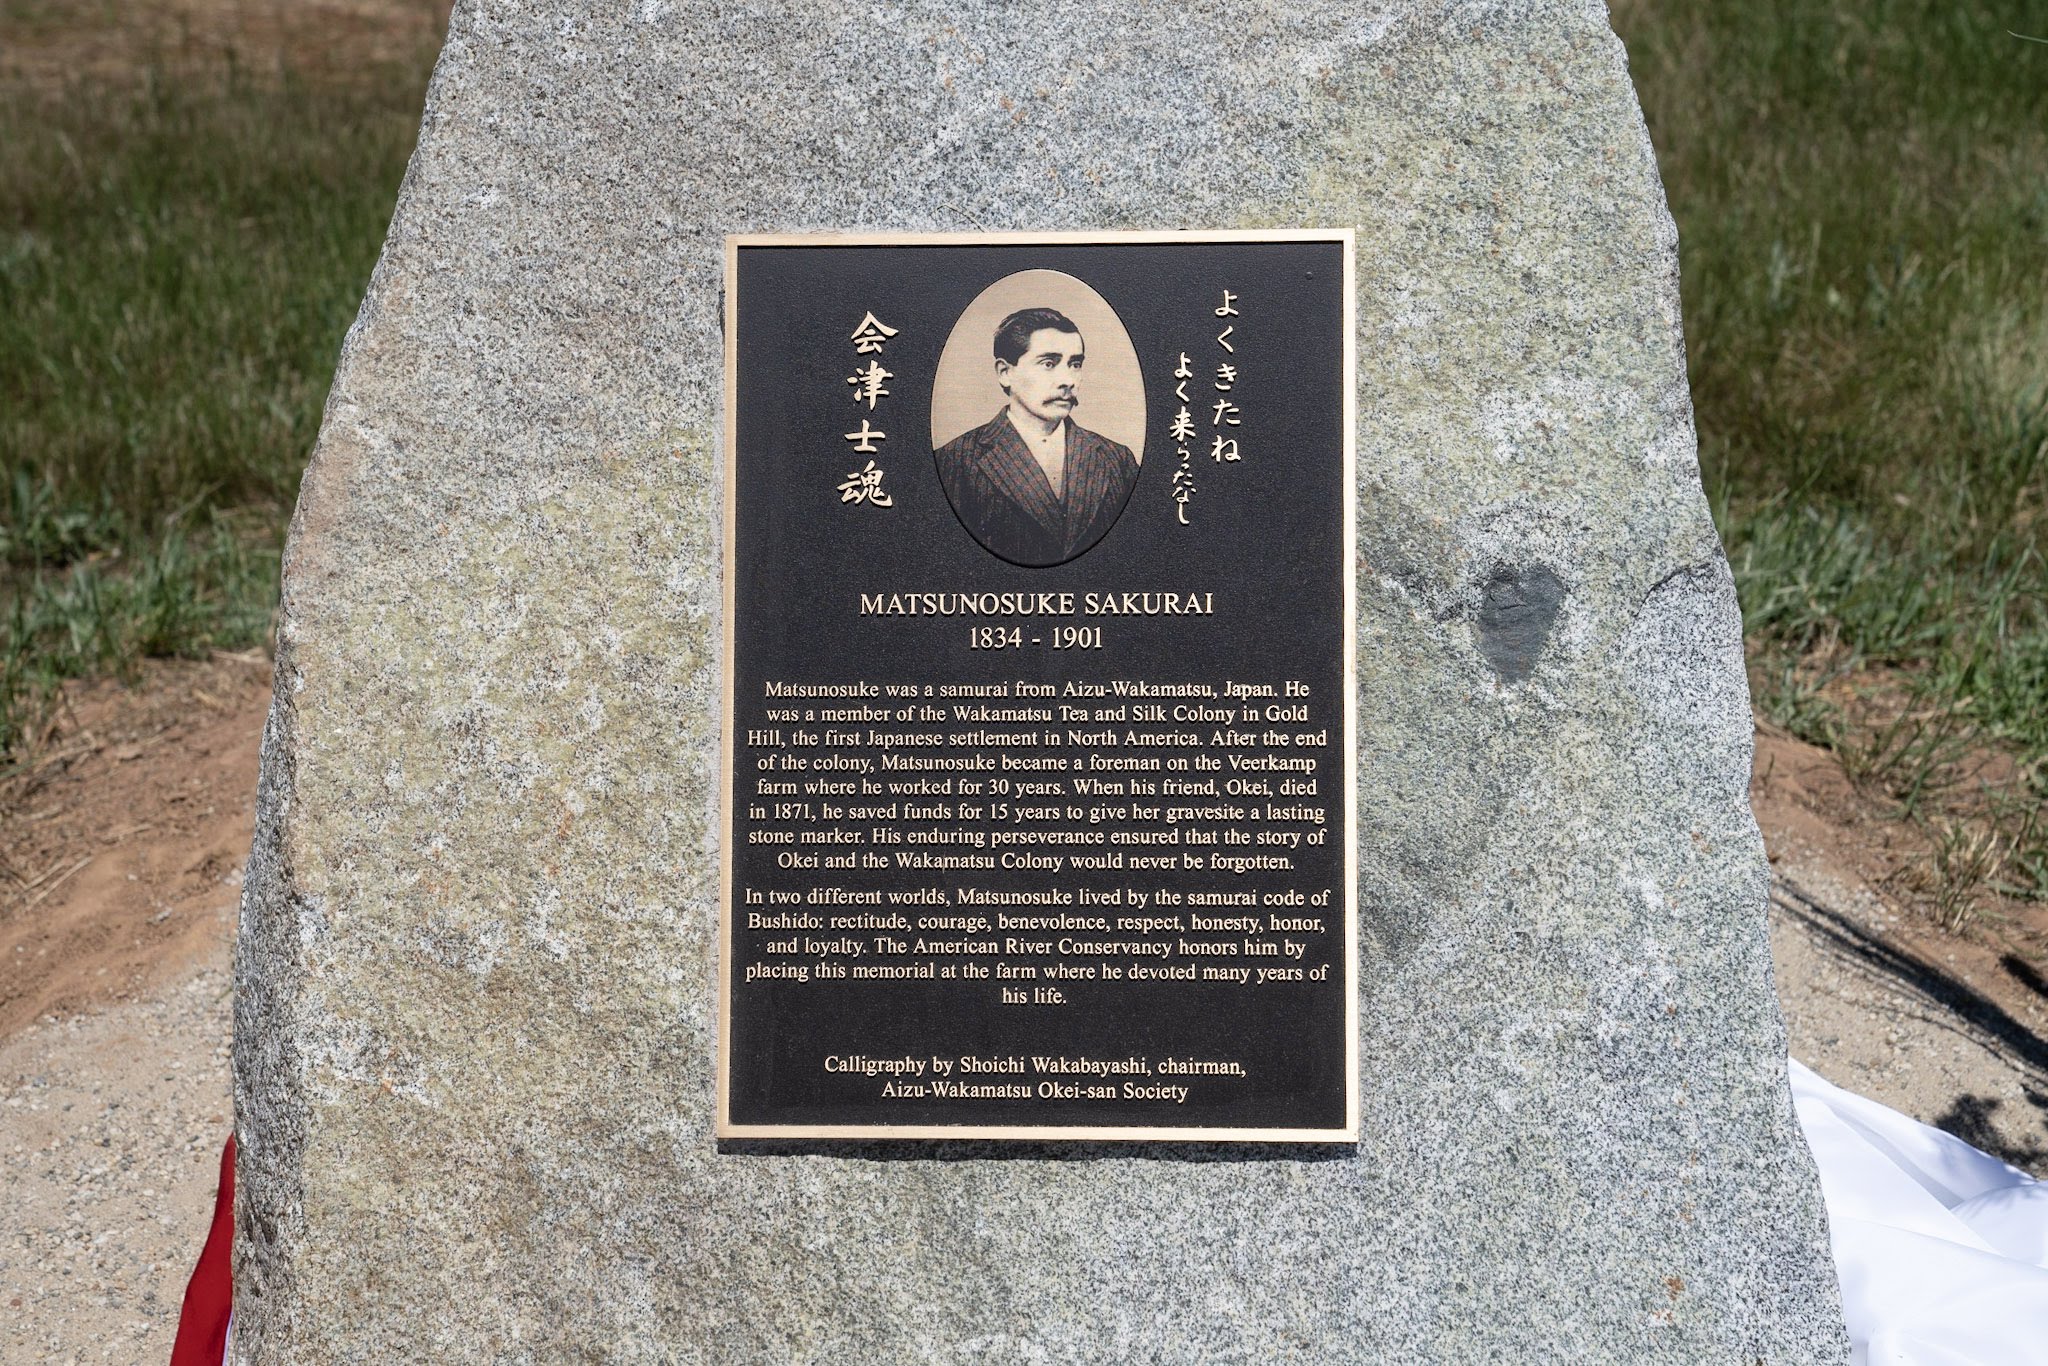 よくきたね
よく来らったなし
会津士魂
MATSUNOSUKE SAKURAI
1834 - 1901
Matsunosuke was a samurai from Aizu-Wakamatsu, Japan. He
was a member of the Wakamatsu Tea and Silk Colony in Gold
Hill, the first Japanese settlement in North America. After the end
of the colony, Matsunosuke became a foreman on the Veerkamp
farm where he worked for 30 years. When his friend, Okei, died
in 1871, he saved funds for 15 years to give her gravesite a lasting
stone marker. His enduring perseverance ensured that the story of
Okei and the Wakamatsu Colony would never be forgotten.
In two different worlds, Matsunosuke lived by the samurai code of
Bushido: rectitude, courage, benevolence, respect, honesty, honor,
and loyalty. The American River Conservancy honors him by
placing this memorial at the farm where he devoted many years of
his life.
Calligraphy by Shoichi Wakabayashi, chairman,
Aizu-Wakamatsu Okei-san Society